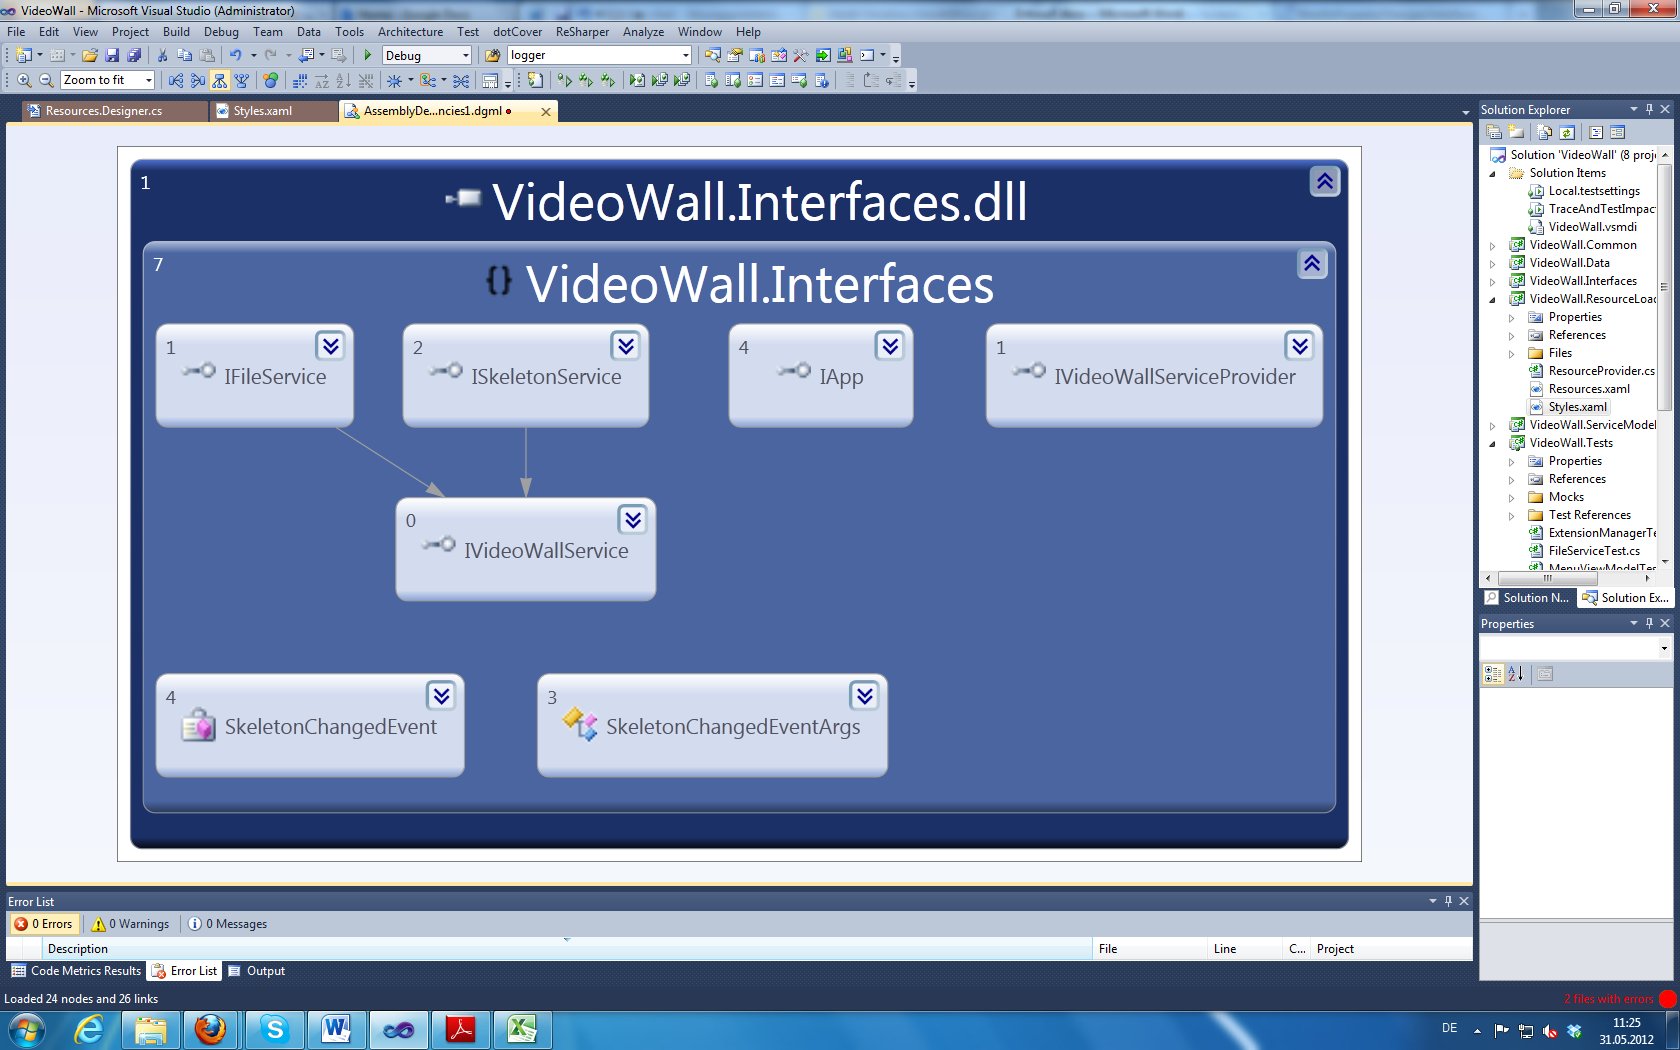 VideoWall - Microsoft Visual Studio (Administrator)
File Edit View Project Build Debug Team Data Tools Architecture Test dotCover ReSharper Analyze Window Help
Debug logger
Zoom to fit
Resources.Designer.cs Styles.xaml AssemblyDe...ncies1.dgml
1
VideoWall.Interfaces.dll
7
{} VideoWall.Interfaces
1 IFileService
2 ISkeletonService
4 IApp
1 IVideoWallServiceProvider
0 IVideoWallService
4 SkeletonChangedEvent
3 SkeletonChangedEventArgs
Solution Explorer
Solution 'VideoWall' (8 proj
Solution Items
Local.testsettings
TraceAndTestImpac
VideoWall.vsmdi
VideoWall.Common
VideoWall.Data
VideoWall.Interfaces
VideoWall.ResourceLoad
Properties
References
Files
ResourceProvider.cs
Resources.xaml
Styles.xaml
VideoWall.ServiceModel
VideoWall.Tests
Properties
References
Mocks
Test References
ExtensionManagerTe
FileServiceTest.cs
MenuViewModelTes
Solution N... Solution Ex...
Properties
Error List
0 Errors 0 Warnings 0 Messages
Description File Line C... Project
Code Metrics Results Error List Output
Loaded 24 nodes and 26 links
2 files with errors
DE
11:25
31.05.2012